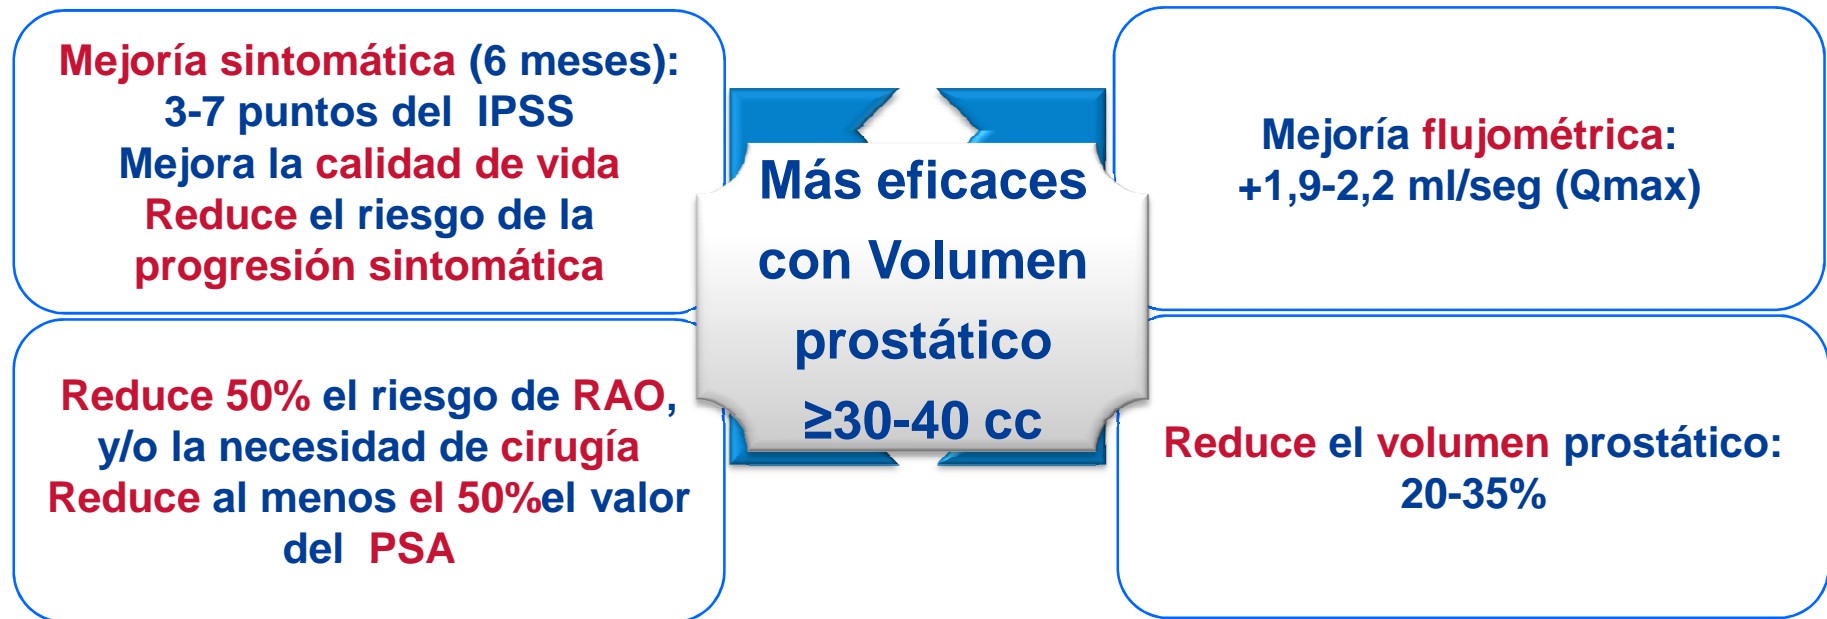 Mejoría sintomática (6 meses):
3-7 puntos del IPSS
Mejora la calidad de vida
Reduce el riesgo de la
progresión sintomática
Más eficaces
con Volumen
prostático
≥30-40 cc
Mejoría flujométrica:
+1,9-2,2 ml/seg (Qmax)
Reduce 50% el riesgo de RAO,
y/o la necesidad de cirugía
Reduce al menos el 50%el valor
del PSA
Reduce el volumen prostático:
20-35%